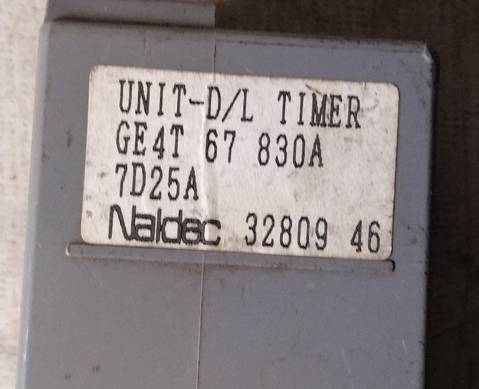 UNIT-D/L TIMER
GE4T 67 830A
7D25A
Naldec 32809 46